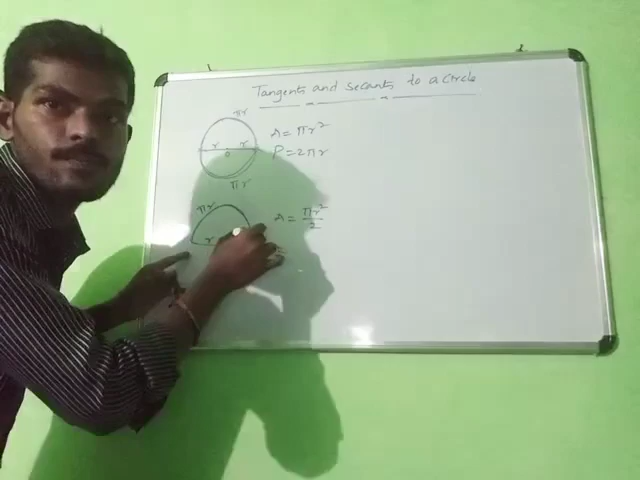 Tangents and secants to a circle
πr
A = πr²
r r
O
P = 2πr
πr
πr
A = πr²/2
r